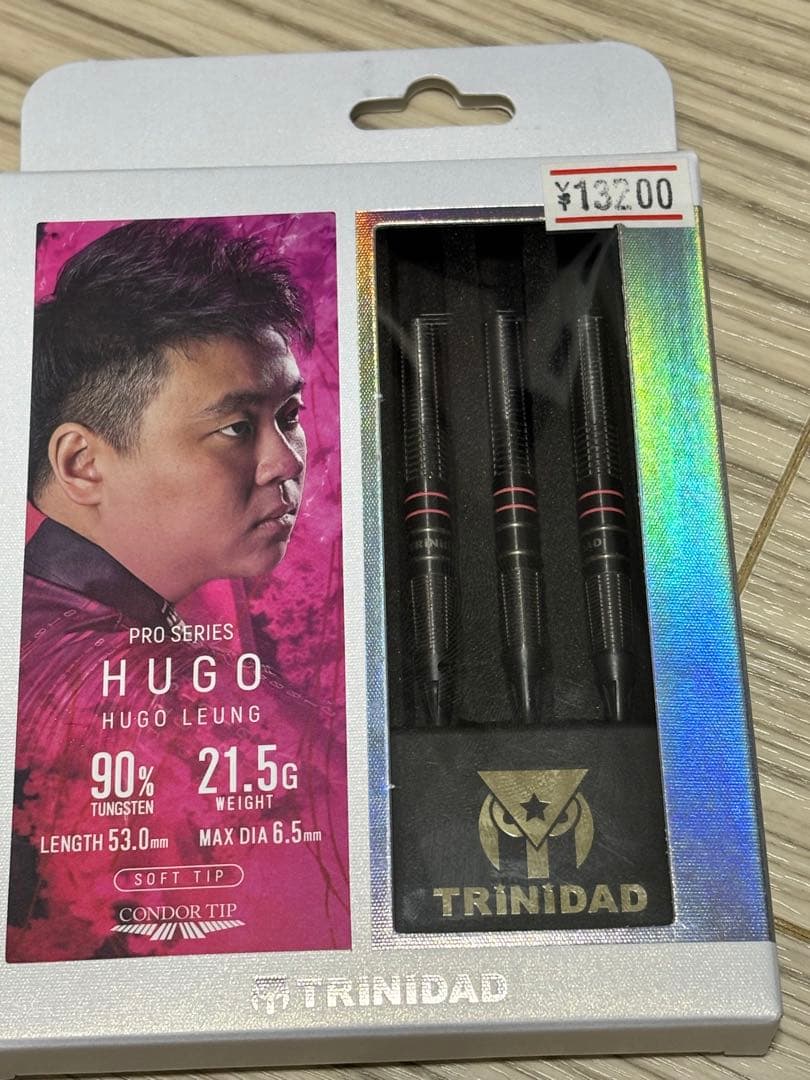 ¥13200
PRO SERIES
HUGO
HUGO LEUNG
90% TUNGSTEN
21.5G WEIGHT
LENGTH 53.0mm
MAX DIA 6.5mm
SOFT TIP
CONDOR TIP
TRiNiDAD
TRiNiDAD